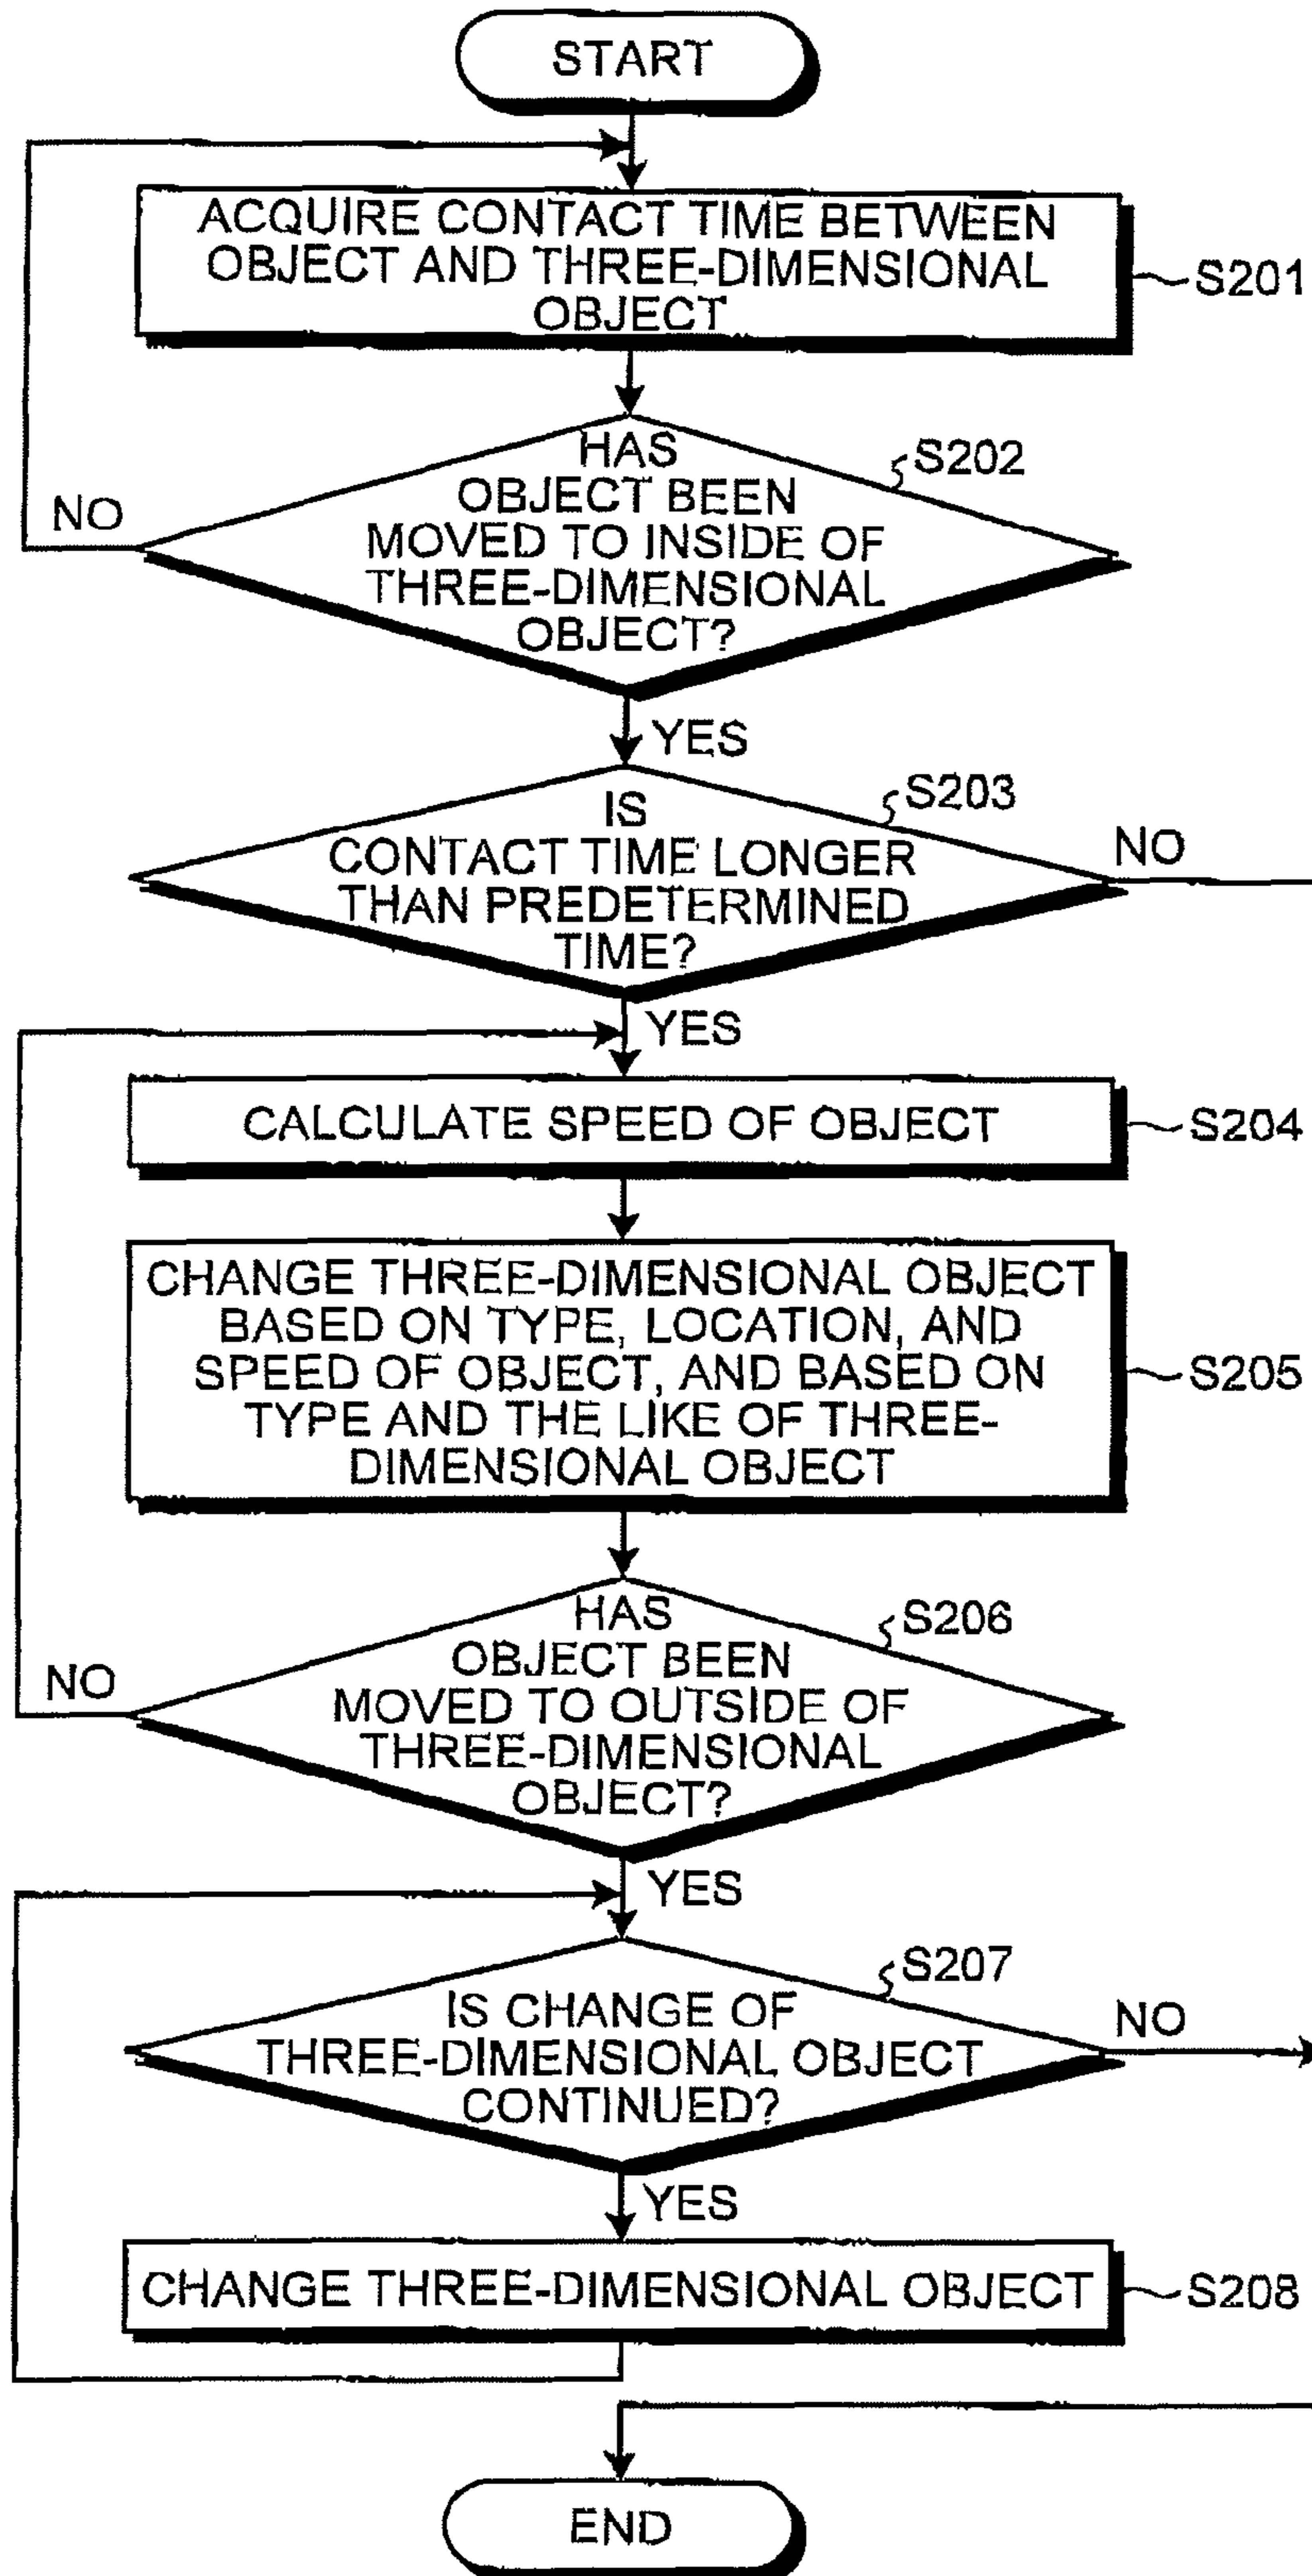 START
ACQUIRE CONTACT TIME BETWEEN
OBJECT AND THREE-DIMENSIONAL
OBJECT
S201
HAS
OBJECT BEEN
MOVED TO INSIDE OF
THREE-DIMENSIONAL
OBJECT?
S202
NO
YES
IS
CONTACT TIME LONGER
THAN PREDETERMINED
TIME?
S203
NO
YES
CALCULATE SPEED OF OBJECT
S204
CHANGE THREE-DIMENSIONAL OBJECT
BASED ON TYPE, LOCATION, AND
SPEED OF OBJECT, AND BASED ON
TYPE AND THE LIKE OF THREE-
DIMENSIONAL OBJECT
S205
HAS
OBJECT BEEN
MOVED TO OUTSIDE OF
THREE-DIMENSIONAL
OBJECT?
S206
NO
YES
IS CHANGE OF
THREE-DIMENSIONAL OBJECT
CONTINUED?
S207
NO
YES
CHANGE THREE-DIMENSIONAL OBJECT
S208
END